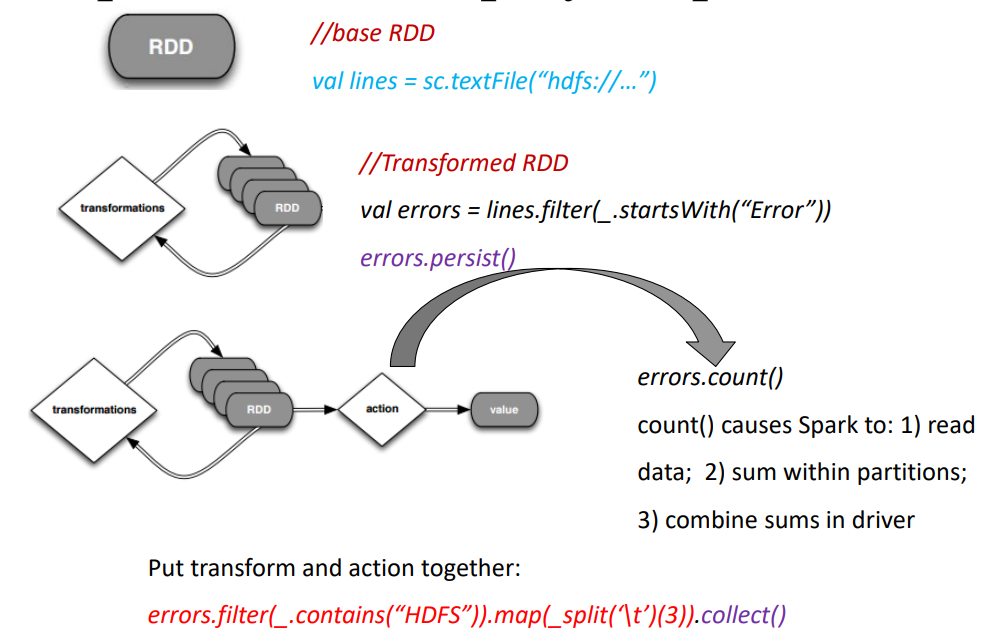 RDD
//base RDD
val lines = sc.textFile(“hdfs://…”)
transformations
RDD
//Transformed RDD
val errors = lines.filter(_.startsWith(“Error”))
errors.persist()
transformations
RDD
action
value
errors.count()
count() causes Spark to: 1) read
data;  2) sum within partitions;
3) combine sums in driver
Put transform and action together:
errors.filter(_.contains(“HDFS”)).map(_split(‘\t’)(3)).collect()